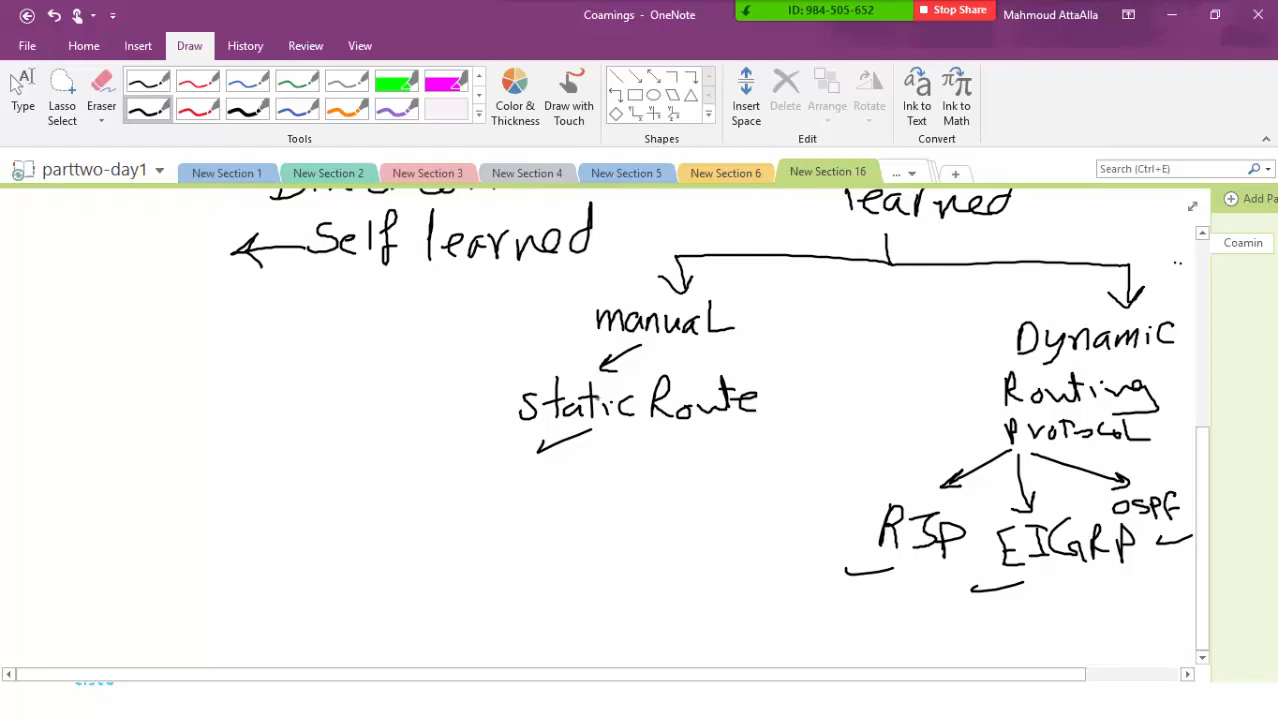 Coamings - OneNote
ID: 984-505-652
Stop Share
Mahmoud AttaAlla
File
Home
Insert
Draw
History
Review
View
Type
Lasso Select
Eraser
Color & Thickness
Draw with Touch
Insert Space
Delete
Arrange
Rotate
Ink to Text
Ink to Math
Tools
Shapes
Edit
Convert
parttwo-day1
New Section 1
New Section 2
New Section 3
New Section 4
New Section 5
New Section 6
New Section 16
...
Search (Ctrl+E)
Add Pa
Coamin
Self learned
learned
manual
Static Route
Dynamic
Routing
Protocol
RIP
EIGRP
OSPF